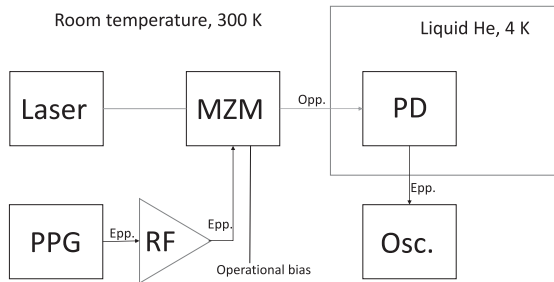 Room temperature, 300 K
Liquid He, 4 K
Laser
MZM
Opp.
PD
Epp.
PPG
Epp.
RF
Epp.
Osc.
Operational bias